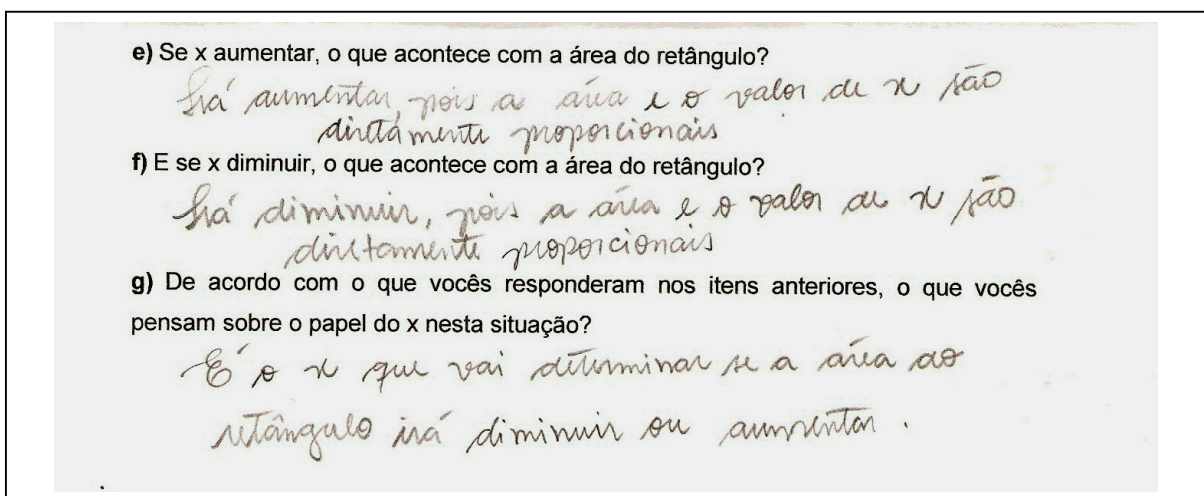 e) Se x aumentar, o que acontece com a área do retângulo?
Irá aumentar, pois a área e o valor de x são
diretamente proporcionais
f) E se x diminuir, o que acontece com a área do retângulo?
Irá diminuir, pois a área e o valor de x são
diretamente proporcionais
g) De acordo com o que vocês responderam nos itens anteriores, o que vocês
pensam sobre o papel do x nesta situação?
É o x que vai determinar se a área do
retângulo irá diminuir ou aumentar.